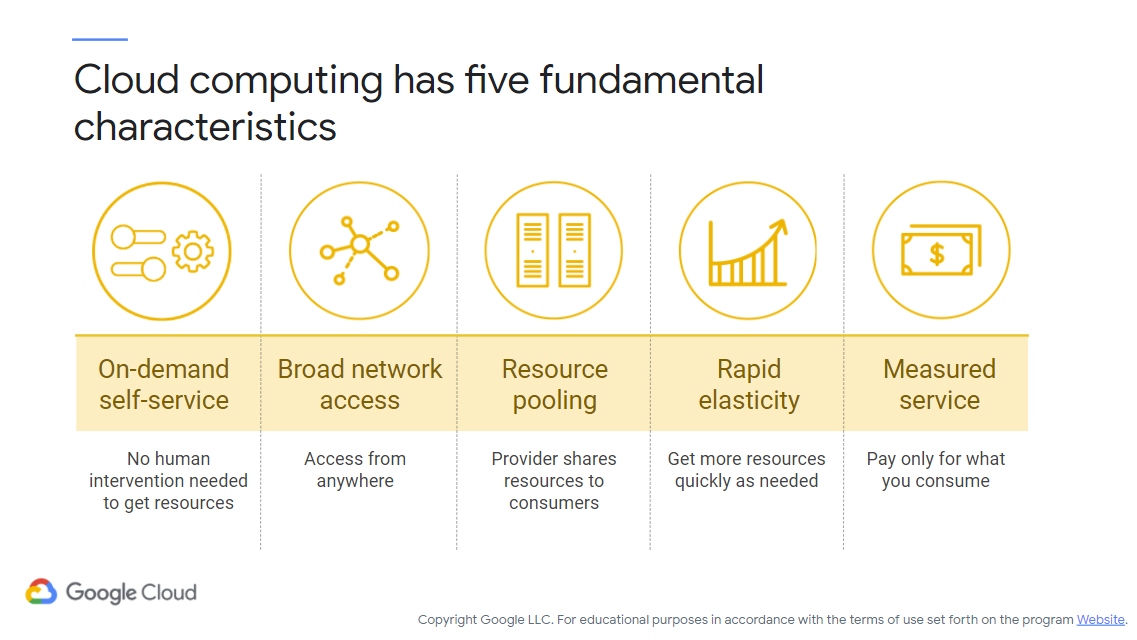 Cloud computing has five fundamental
characteristics
$
On-demand
self-service
No human
intervention needed
to get resources
Broad network
access
Access from
anywhere
Resource
pooling
Provider shares
resources to
consumers
Rapid
elasticity
Get more resources
quickly as needed
Measured
service
Pay only for what
you consume
Google Cloud
Copyright Google LLC. For educational purposes in accordance with the terms of use set forth on the program Website.